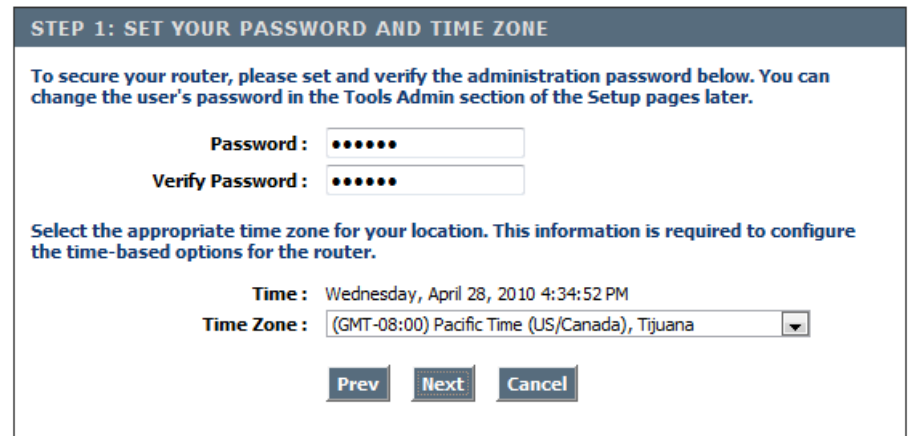 STEP 1: SET YOUR PASSWORD AND TIME ZONE
To secure your router, please set and verify the administration password below. You can
change the user's password in the Tools Admin section of the Setup pages later.
Password : ••••••
Verify Password : ••••••
Select the appropriate time zone for your location. This information is required to configure
the time-based options for the router.
Time : Wednesday, April 28, 2010 4:34:52 PM
Time Zone : (GMT-08:00) Pacific Time (US/Canada), Tijuana
Prev Next Cancel